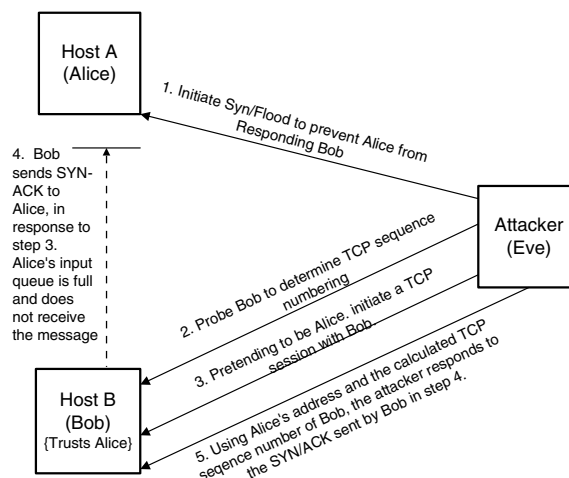 Host A
(Alice)
1. Initiate Syn/Flood to prevent Alice from
Responding Bob
4. Bob
sends SYN-
ACK to
Alice, in
response to
step 3.
Alice's input
queue is full
and does
not receive
the message
Attacker
(Eve)
2. Probe Bob to determine TCP sequence
numbering
3. Pretending to be Alice. initiate a TCP
session with Bob.
Host B
(Bob)
{Trusts Alice}
5. Using Alice's address and the calculated TCP
seqence number of Bob, the attacker responds to
the SYN/ACK sent by Bob in step 4.